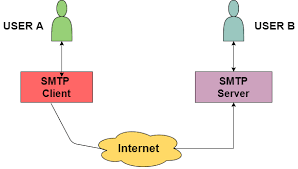 USER A
USER B
SMTP
Client
SMTP
Server
Internet